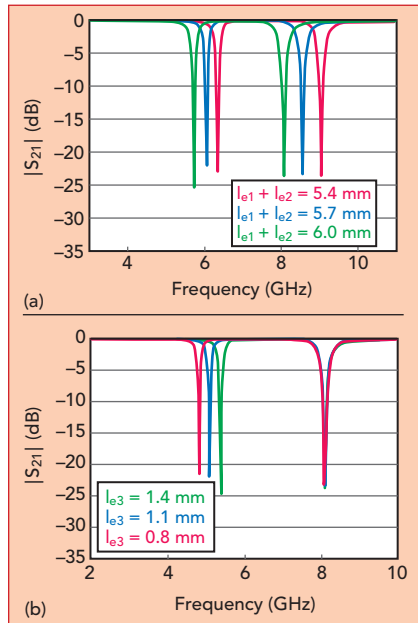 0
−5
−10
−15
−20
−25
−30
−35
|S21| (dB)
le1 + le2 = 5.4 mm
le1 + le2 = 5.7 mm
le1 + le2 = 6.0 mm
4 6 8 10
Frequency (GHz)
(a)
0
−5
−10
−15
−20
−25
−30
−35
|S21| (dB)
le3 = 1.4 mm
le3 = 1.1 mm
le3 = 0.8 mm
2 4 6 8 10
Frequency (GHz)
(b)